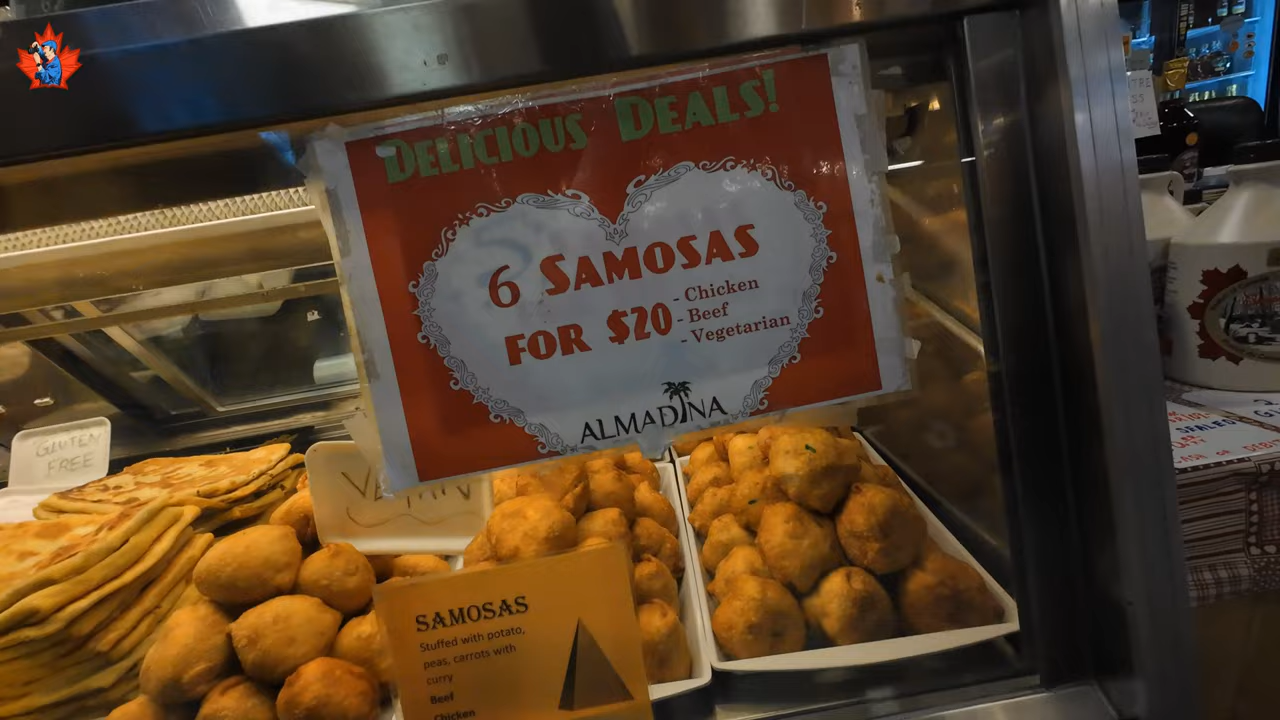 DELICIOUS DEALS!
6 SAMOSAS
FOR $20
- Chicken
- Beef
- Vegetarian
ALMADINA
GLUTEN
FREE
SAMOSAS
Stuffed with potato,
peas, carrots with
curry
Beef
Chicken